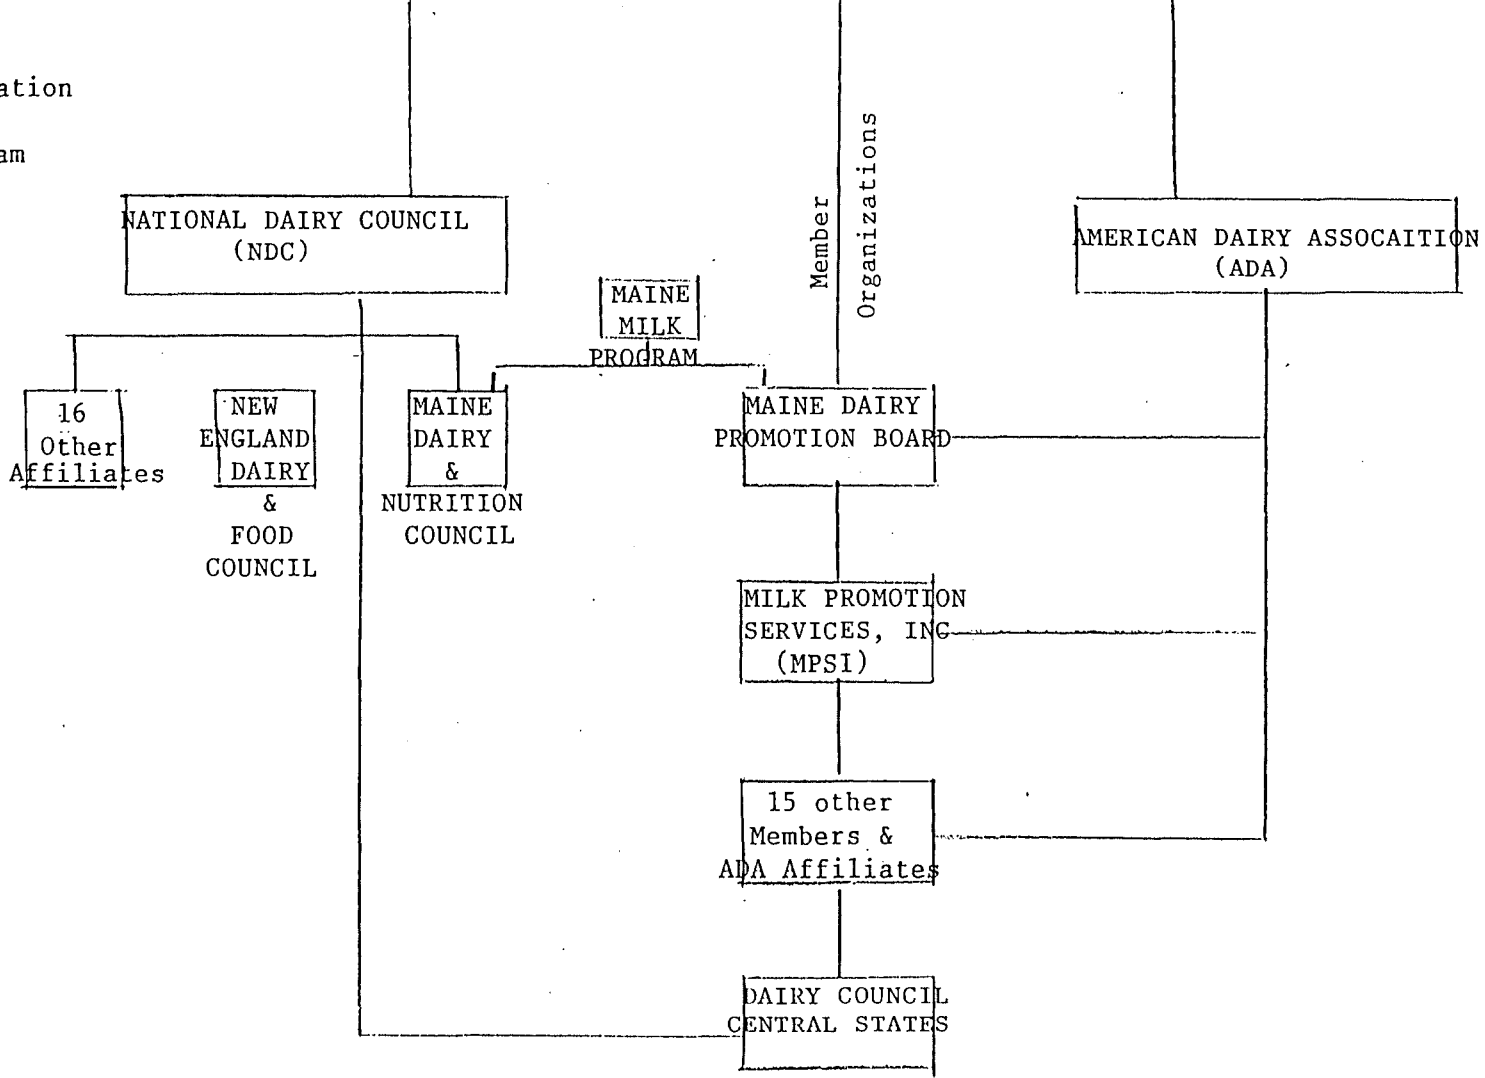 ation
am
Member
Organizations
NATIONAL DAIRY COUNCIL
(NDC)
AMERICAN DAIRY ASSOCAITION
(ADA)
MAINE
MILK
PROGRAM
16
Other
Affiliates
NEW
ENGLAND
DAIRY
&
FOOD
COUNCIL
MAINE
DAIRY
&
NUTRITION
COUNCIL
MAINE DAIRY
PROMOTION BOARD
MILK PROMOTION
SERVICES, INC
(MPSI)
15 other
Members &
ADA Affiliates
DAIRY COUNCIL
CENTRAL STATES